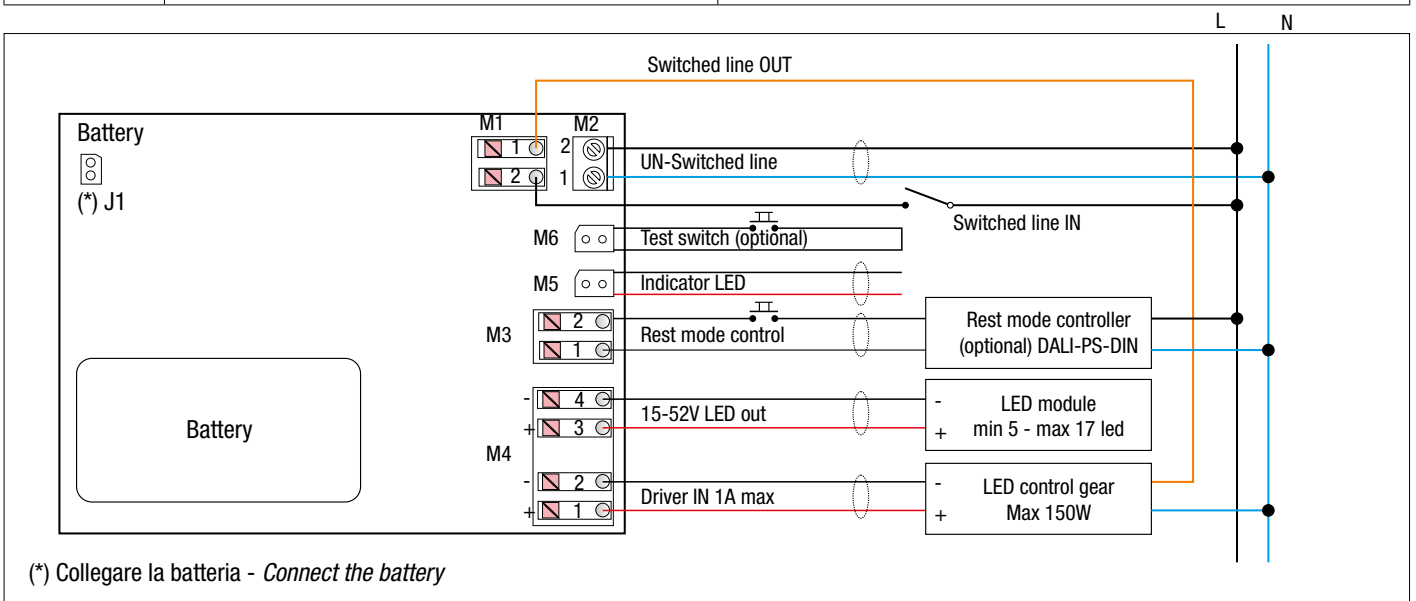 L N
Switched line OUT
Battery
M1 M2
1 2
2 1
UN-Switched line
(*) J1
Switched line IN
M6 Test switch (optional)
M5 Indicator LED
M3 2
1
Rest mode control
Rest mode controller
(optional) DALI-PS-DIN
Battery
M4
- 4
+ 3
15-52V LED out
- LED module
+ min 5 - max 17 led
- 2
+ 1
Driver IN 1A max
- LED control gear
+ Max 150W
(*) Collegare la batteria - Connect the battery